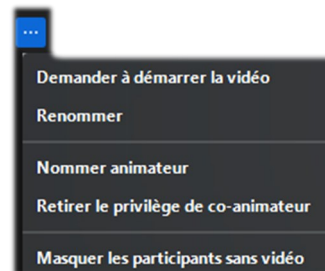 ...
Demander à démarrer la vidéo
Renommer
Nommer animateur
Retirer le privilège de co-animateur
Masquer les participants sans vidéo